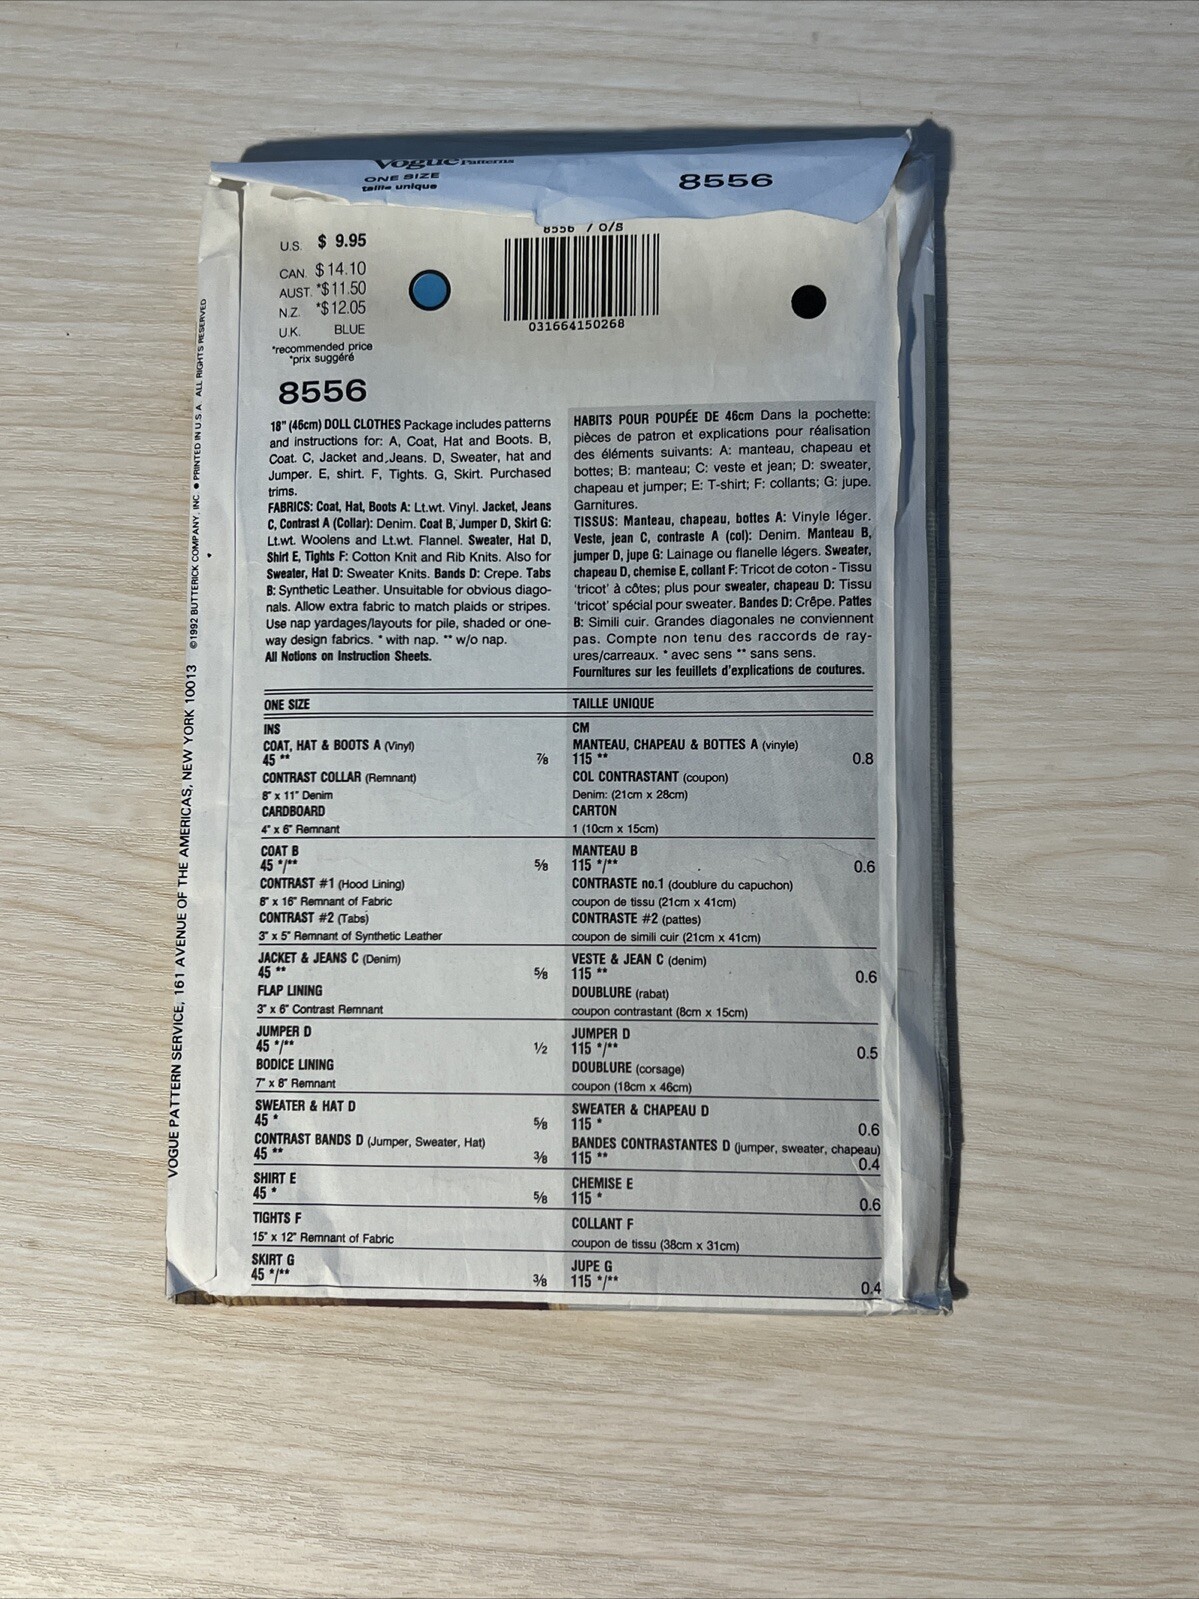 Vogue Patterns
ONE SIZE
taille unique
8556
8556 / O/S
031664150268
U.S. $ 9.95
CAN. $ 14.10
AUST. *$ 11.50
N.Z. *$ 12.05
U.K. BLUE
*recommended price
*prix suggéré
8556
18" (46cm) DOLL CLOTHES Package includes patterns
and instructions for: A, Coat, Hat and Boots. B,
Coat. C, Jacket and Jeans. D, Sweater, hat and
Jumper. E, shirt. F, Tights. G, Skirt. Purchased
trims.
FABRICS: Coat, Hat, Boots A: Lt.wt. Vinyl. Jacket, Jeans
C, Contrast A (Collar): Denim. Coat B, Jumper D, Skirt G:
Lt.wt. Woolens and Lt.wt. Flannel. Sweater, Hat D,
Shirt E, Tights F: Cotton Knit and Rib Knits. Also for
Sweater, Hat D: Sweater Knits. Bands D: Crepe. Tabs
B: Synthetic Leather. Unsuitable for obvious diago-
nals. Allow extra fabric to match plaids or stripes.
Use nap yardages/layouts for pile, shaded or one-
way design fabrics. * with nap. ** w/o nap.
All Notions on Instruction Sheets.
HABITS POUR POUPÉE DE 46cm Dans la pochette:
pièces de patron et explications pour réalisation
des éléments suivants: A: manteau, chapeau et
bottes; B: manteau; C: veste et jean; D: sweater,
chapeau et jumper; E: T-shirt; F: collants; G: jupe.
Garnitures.
TISSUS: Manteau, chapeau, bottes A: Vinyle léger.
Veste, jean C, contraste A (col): Denim. Manteau B,
jumper D, jupe G: Lainage ou flanelle légers. Sweater,
chapeau D, chemise E, collant F: Tricot de coton - Tissu
'tricot' à côtes; plus pour sweater, chapeau D: Tissu
'tricot' spécial pour sweater. Bandes D: Crêpe. Pattes
B: Simili cuir. Grandes diagonales ne conviennent
pas. Compte non tenu des raccords de ray-
ures/carreaux. * avec sens ** sans sens.
Fournitures sur les feuillets d'explications de coutures.
ONE SIZE
TAILLE UNIQUE
INS
COAT, HAT & BOOTS A (Vinyl)
45 ** 7/8
CONTRAST COLLAR (Remnant)
8" x 11" Denim
CARDBOARD
4" x 6" Remnant
CM
MANTEAU, CHAPEAU & BOTTES A (vinyle)
115 ** 0.8
COL CONTRASTANT (coupon)
Denim: (21cm x 28cm)
CARTON
1 (10cm x 15cm)
COAT B
45 */** 5/8
CONTRAST #1 (Hood Lining)
8" x 16" Remnant of Fabric
CONTRAST #2 (Tabs)
3" x 5" Remnant of Synthetic Leather
MANTEAU B
115 */** 0.6
CONTRASTE no.1 (doublure du capuchon)
coupon de tissu (21cm x 41cm)
CONTRASTE #2 (pattes)
coupon de simili cuir (21cm x 41cm)
JACKET & JEANS C (Denim)
45 ** 5/8
FLAP LINING
3" x 6" Contrast Remnant
VESTE & JEAN C (denim)
115 ** 0.6
DOUBLURE (rabat)
coupon contrastant (8cm x 15cm)
JUMPER D
45 */** 1/2
BODICE LINING
7" x 8" Remnant
JUMPER D
115 */** 0.5
DOUBLURE (corsage)
coupon (18cm x 46cm)
SWEATER & HAT D
45 * 5/8
CONTRAST BANDS D (Jumper, Sweater, Hat)
45 ** 3/8
SWEATER & CHAPEAU D
115 * 0.6
BANDES CONTRASTANTES D (jumper, sweater, chapeau)
115 ** 0.4
SHIRT E
45 * 5/8
CHEMISE E
115 * 0.6
TIGHTS F
15" x 12" Remnant of Fabric
COLLANT F
coupon de tissu (38cm x 31cm)
SKIRT G
45 */** 3/8
JUPE G
115 */** 0.4
VOGUE PATTERN SERVICE, 161 AVENUE OF THE AMERICAS, NEW YORK 10013 ©1992 BUTTERICK COMPANY, INC. ● PRINTED IN U.S.A. ALL RIGHTS RESERVED